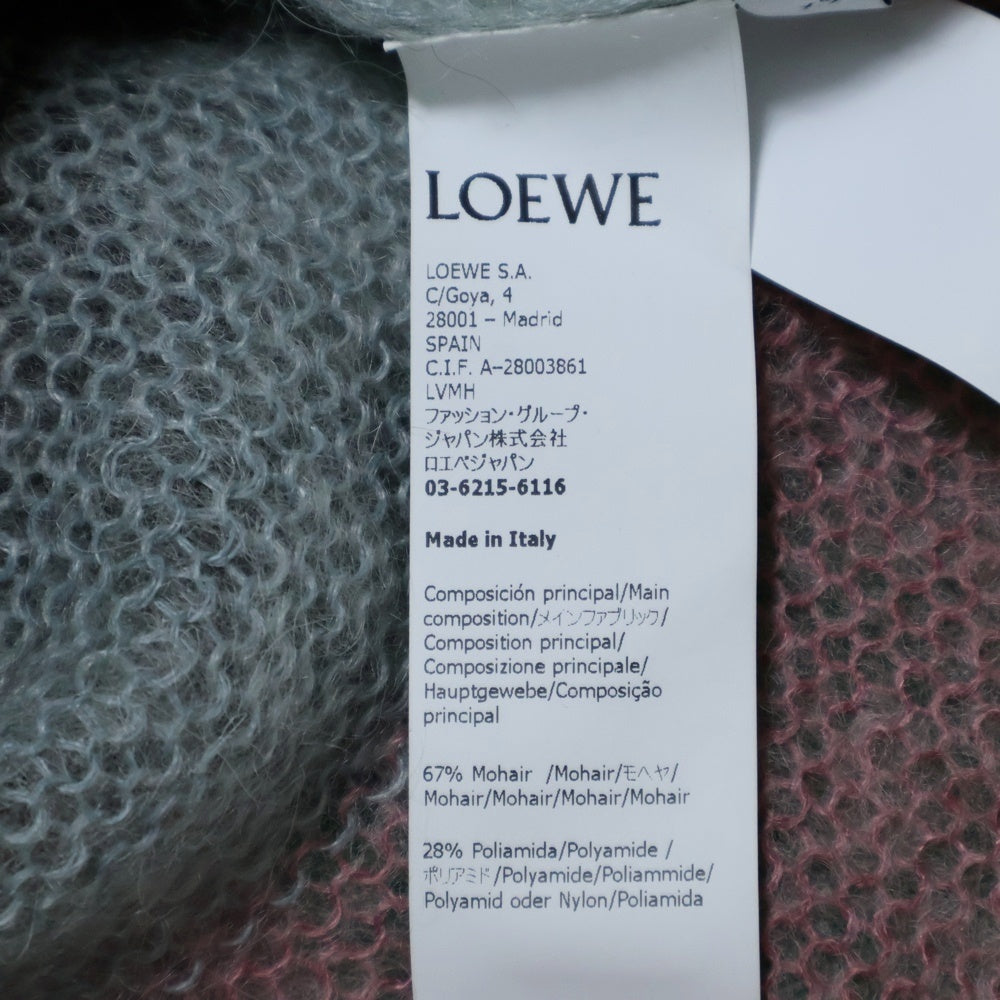 LOEWE
LOEWE S.A.
C/Goya, 4
28001 – Madrid
SPAIN
C.I.F. A-28003861
LVMH
ファッション・グループ・
ジャパン株式会社
ロエベジャパン
03-6215-6116
Made in Italy
Composición principal/Main
composition/メインファブリック/
Composition principal/
Composizione principale/
Hauptgewebe/Composição
principal
67% Mohair /Mohair/モヘヤ/
Mohair/Mohair/Mohair/Mohair
28% Poliamida/Polyamide /
ポリアミド/Polyamide/Poliammide/
Polyamid oder Nylon/Poliamida